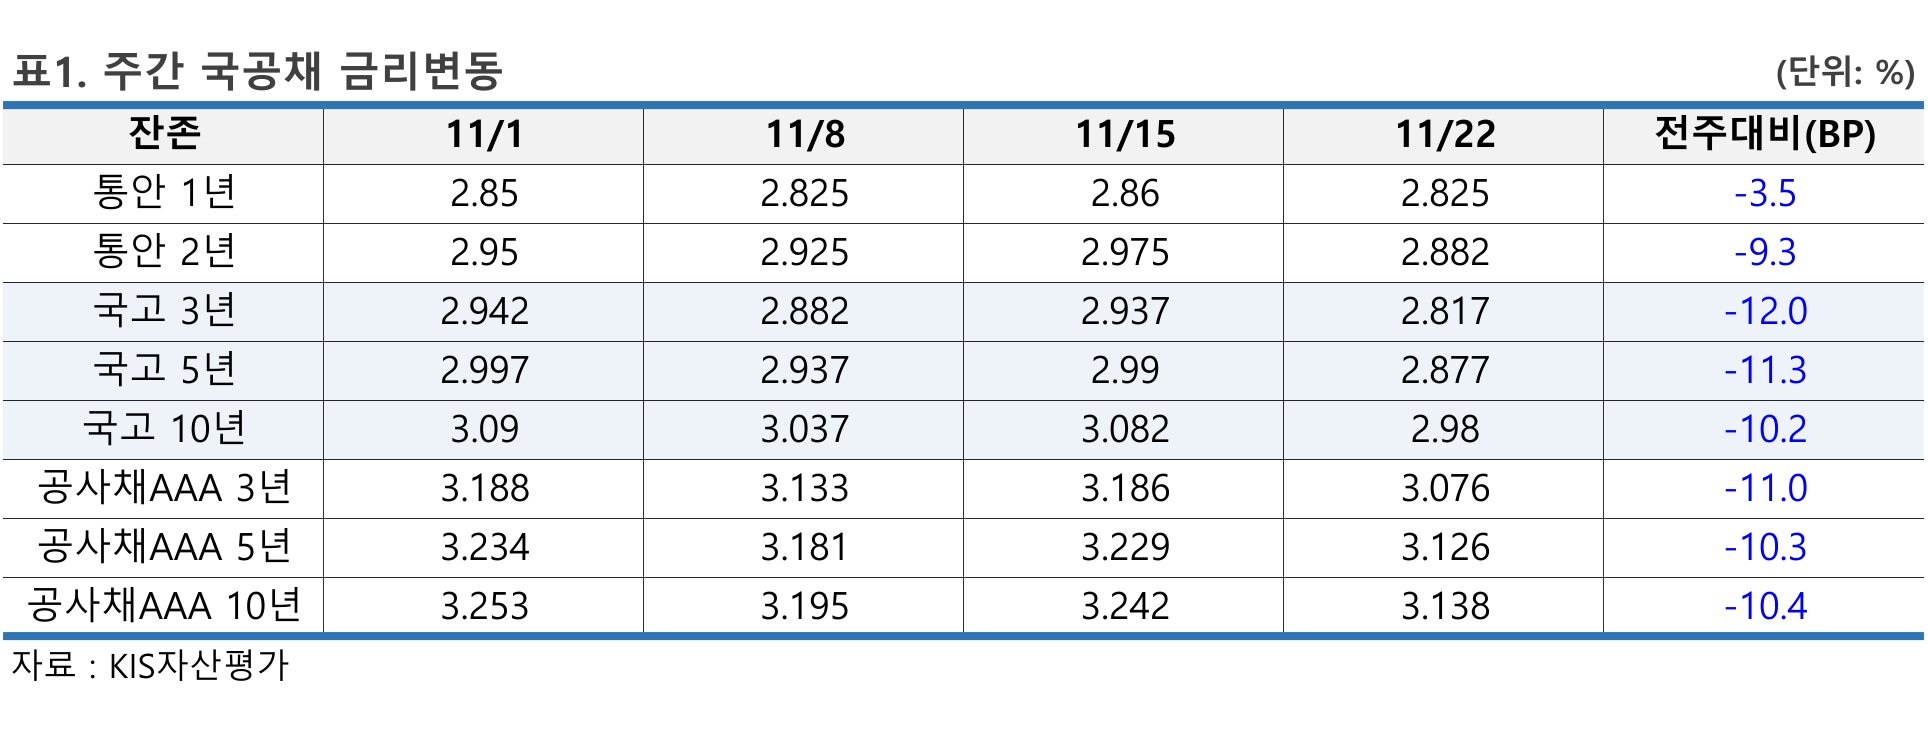 표1. 주간 국공채 금리변동 (단위: %)
잔존 11/1 11/8 11/15 11/22 전주대비(BP)
통안 1년 2.85 2.825 2.86 2.825 -3.5
통안 2년 2.95 2.925 2.975 2.882 -9.3
국고 3년 2.942 2.882 2.937 2.817 -12.0
국고 5년 2.997 2.937 2.99 2.877 -11.3
국고 10년 3.09 3.037 3.082 2.98 -10.2
공사채AAA 3년 3.188 3.133 3.186 3.076 -11.0
공사채AAA 5년 3.234 3.181 3.229 3.126 -10.3
공사채AAA 10년 3.253 3.195 3.242 3.138 -10.4
자료 : KIS자산평가